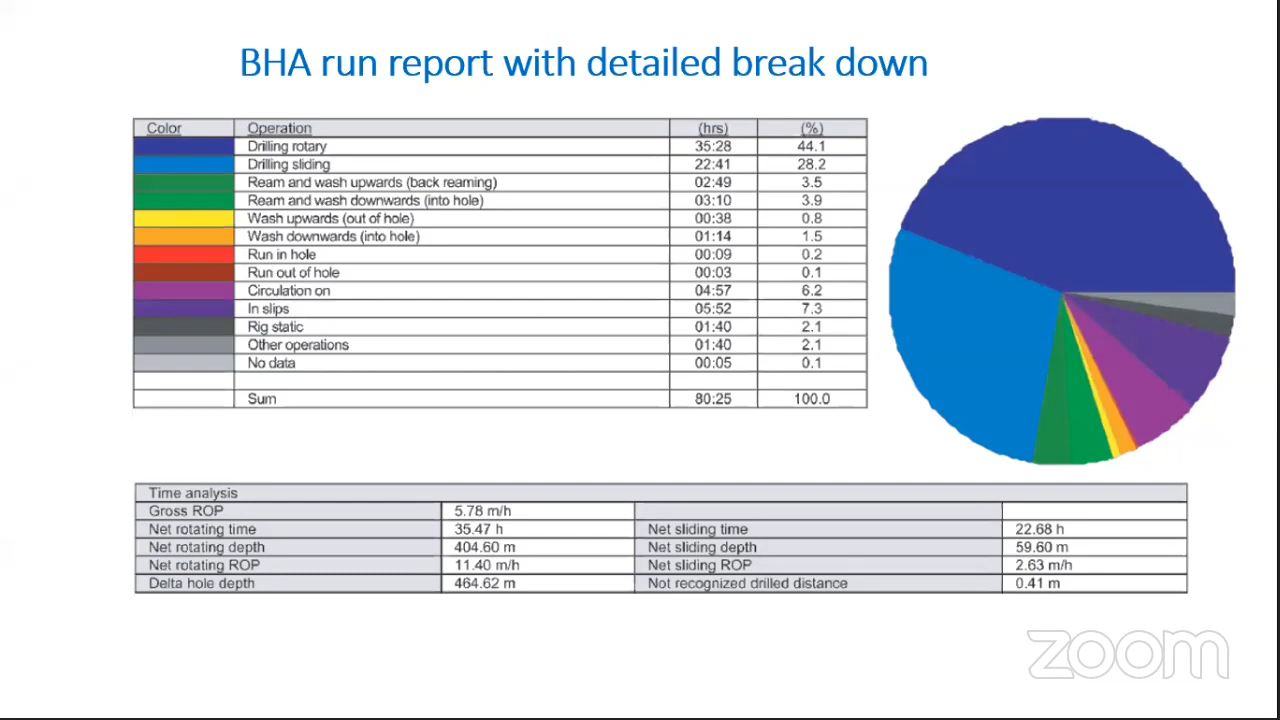 BHA run report with detailed break down
Color Operation (hrs) (%)
Drilling rotary 35:28 44.1
Drilling sliding 22:41 28.2
Ream and wash upwards (back reaming) 02:49 3.5
Ream and wash downwards (into hole) 03:10 3.9
Wash upwards (out of hole) 00:38 0.8
Wash downwards (into hole) 01:14 1.5
Run in hole 00:09 0.2
Run out of hole 00:03 0.1
Circulation on 04:57 6.2
In slips 05:52 7.3
Rig static 01:40 2.1
Other operations 01:40 2.1
No data 00:05 0.1
Sum 80:25 100.0
Time analysis
Gross ROP 5.78 m/h
Net rotating time 35.47 h Net sliding time 22.68 h
Net rotating depth 404.60 m Net sliding depth 59.60 m
Net rotating ROP 11.40 m/h Net sliding ROP 2.63 m/h
Delta hole depth 464.62 m Not recognized drilled distance 0.41 m
zoom